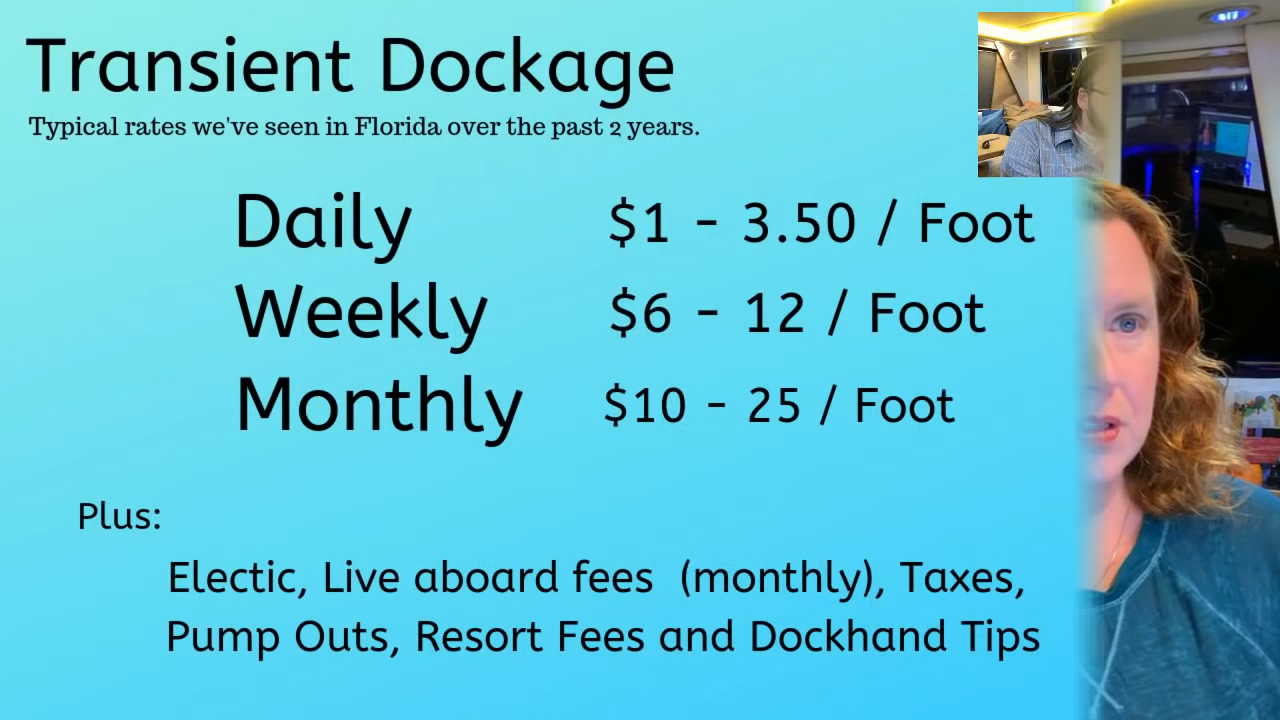 Transient Dockage
Typical rates we've seen in Florida over the past 2 years.
Daily $1 - 3.50 / Foot
Weekly $6 - 12 / Foot
Monthly $10 - 25 / Foot
Plus:
Electic, Live aboard fees (monthly), Taxes,
Pump Outs, Resort Fees and Dockhand Tips